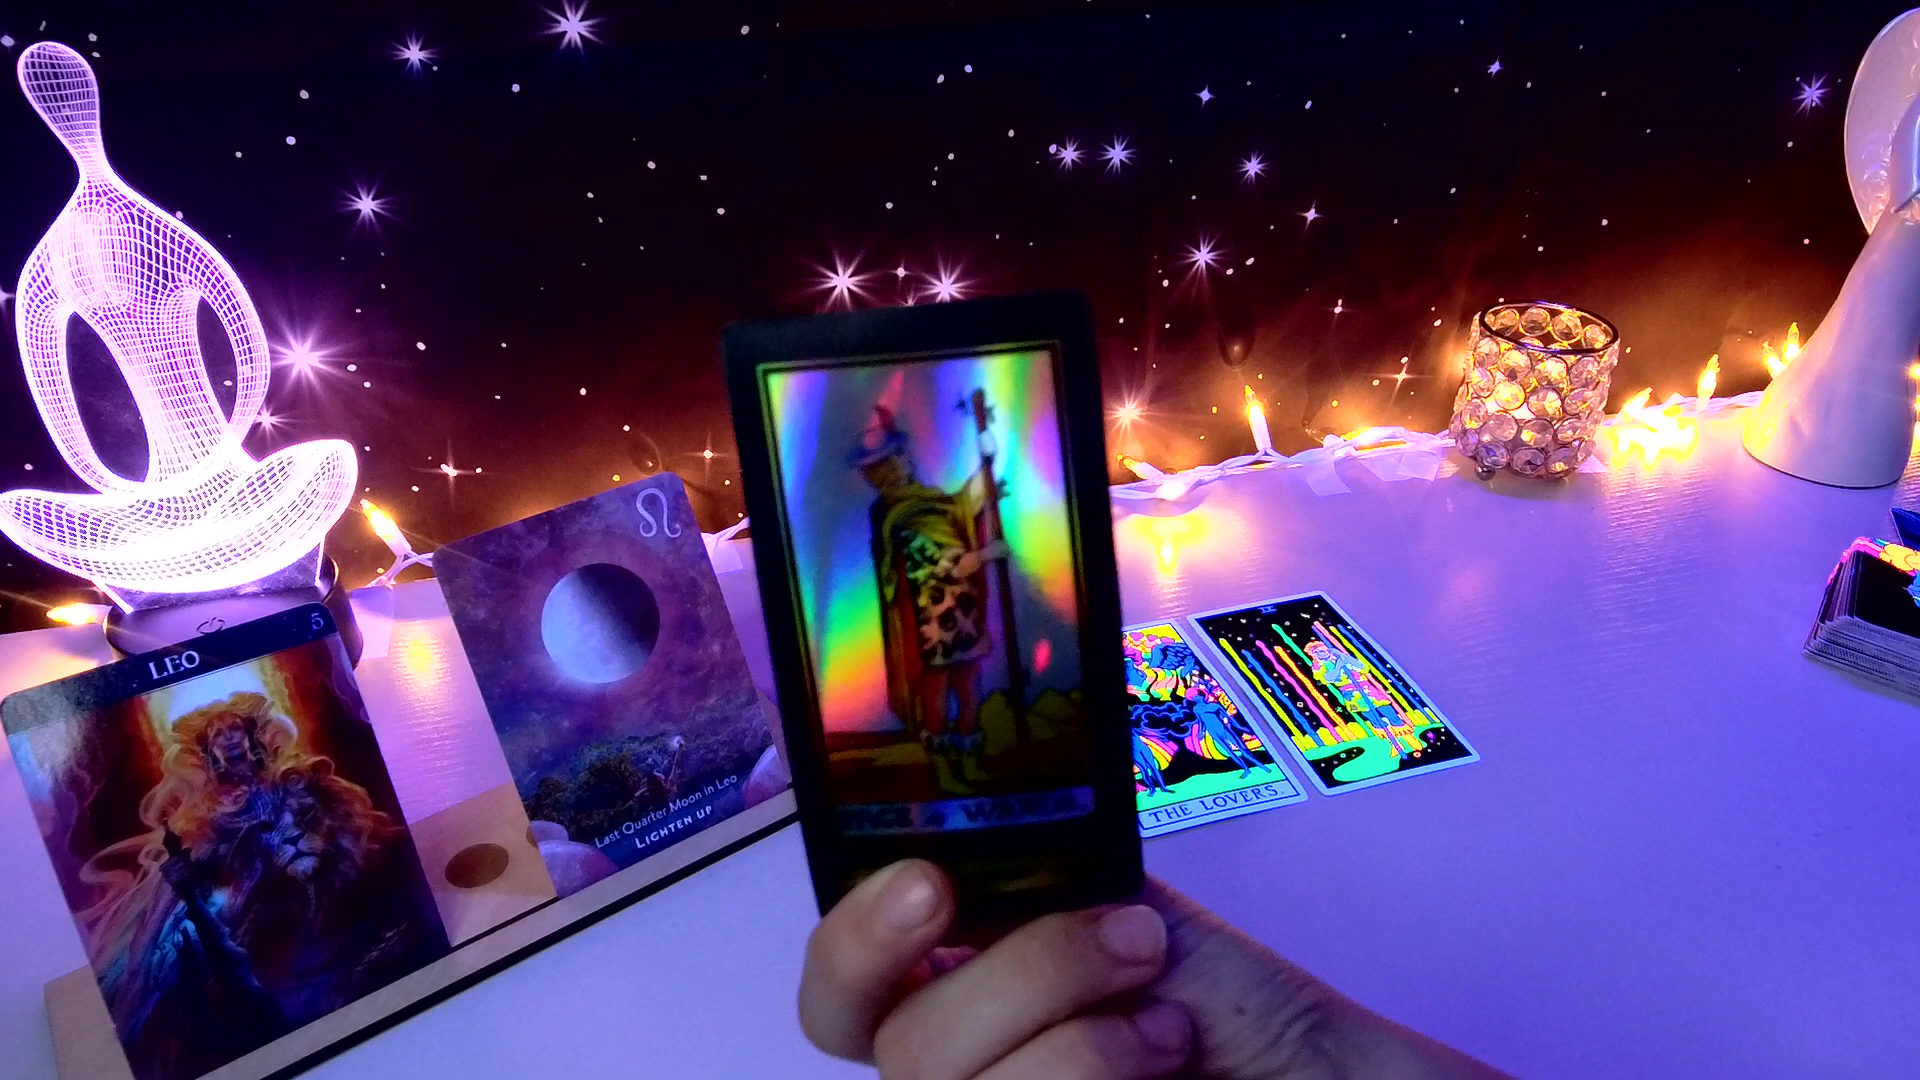 LEO
5
Last Quarter Moon in Leo
LIGHTEN UP
THE LOVERS.